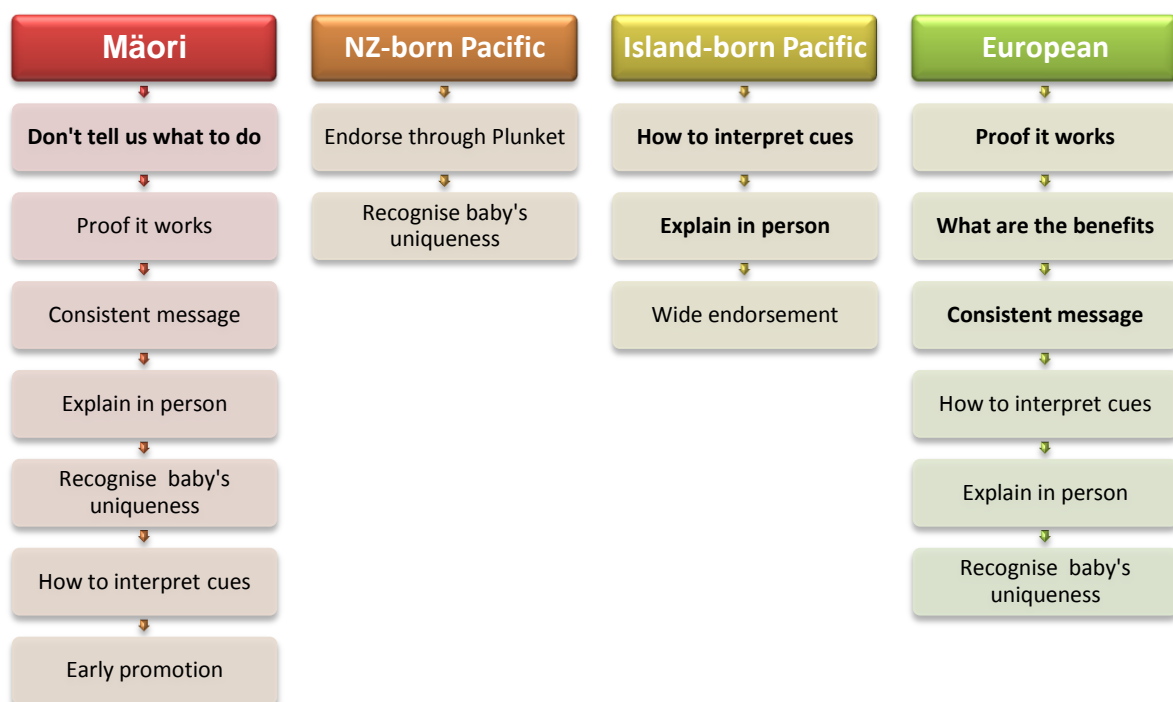 Mäori
Don't tell us what to do
Proof it works
Consistent message
Explain in person
Recognise baby's
uniqueness
How to interpret cues
Early promotion
NZ-born Pacific
Endorse through Plunket
Recognise baby's
uniqueness
Island-born Pacific
How to interpret cues
Explain in person
Wide endorsement
European
Proof it works
What are the benefits
Consistent message
How to interpret cues
Explain in person
Recognise baby's
uniqueness